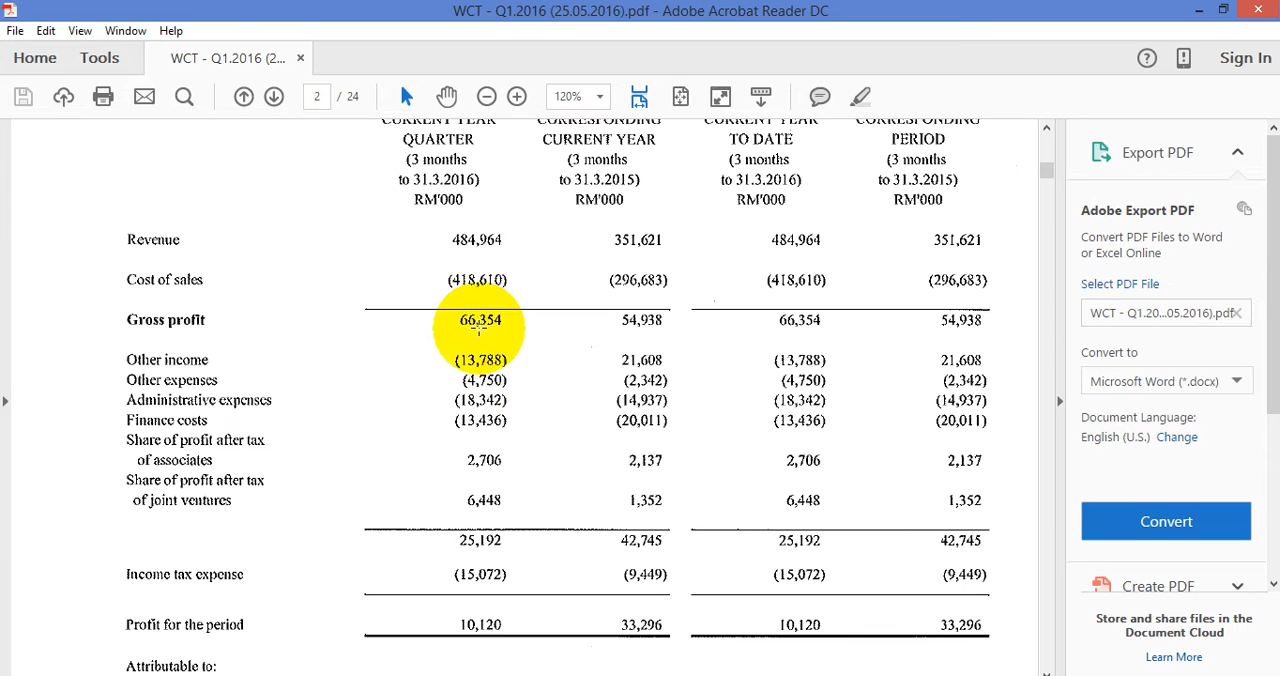 WCT - Q1.2016 (25.05.2016).pdf - Adobe Acrobat Reader DC
File Edit View Window Help
Home Tools WCT - Q1.2016 (2... × Sign In
2 / 24 120%
CURRENT YEAR CORRESPONDING CURRENT YEAR CORRESPONDING
QUARTER CURRENT YEAR TO DATE PERIOD
(3 months (3 months (3 months (3 months
to 31.3.2016) to 31.3.2015) to 31.3.2016) to 31.3.2015)
RM'000 RM'000 RM'000 RM'000
Revenue 484,964 351,621 484,964 351,621
Cost of sales (418,610) (296,683) (418,610) (296,683)
Gross profit 66,354 54,938 66,354 54,938
Other income (13,788) 21,608 (13,788) 21,608
Other expenses (4,750) (2,342) (4,750) (2,342)
Administrative expenses (18,342) (14,937) (18,342) (14,937)
Finance costs (13,436) (20,011) (13,436) (20,011)
Share of profit after tax
of associates 2,706 2,137 2,706 2,137
Share of profit after tax
of joint ventures 6,448 1,352 6,448 1,352
25,192 42,745 25,192 42,745
Income tax expense (15,072) (9,449) (15,072) (9,449)
Profit for the period 10,120 33,296 10,120 33,296
Attributable to:
Export PDF
Adobe Export PDF
Convert PDF Files to Word
or Excel Online
Select PDF File
WCT - Q1.20...05.2016).pdf
Convert to
Microsoft Word (*.docx)
Document Language:
English (U.S.) Change
Convert
Create PDF
Store and share files in the
Document Cloud
Learn More